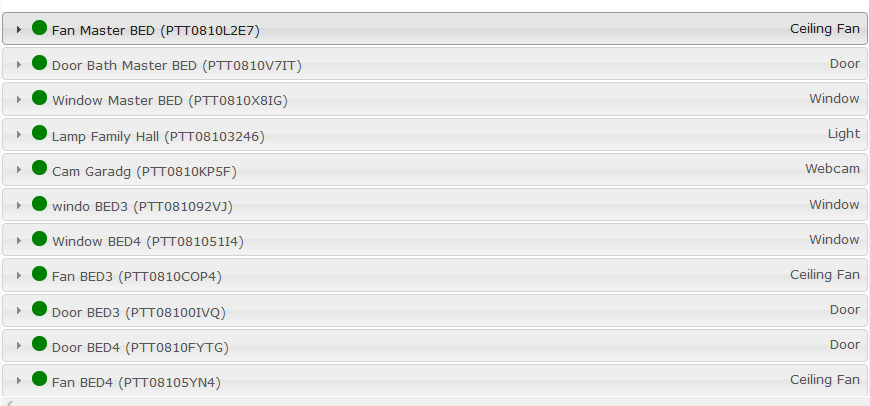 Fan Master BED (PTT0810L2E7) Ceiling Fan
Door Bath Master BED (PTT0810V7IT) Door
Window Master BED (PTT0810X8IG) Window
Lamp Family Hall (PTT08103246) Light
Cam Garadg (PTT0810KP5F) Webcam
windo BED3 (PTT081092VJ) Window
Window BED4 (PTT081051I4) Window
Fan BED3 (PTT0810COP4) Ceiling Fan
Door BED3 (PTT08100IVQ) Door
Door BED4 (PTT0810FYTG) Door
Fan BED4 (PTT08105YN4) Ceiling Fan